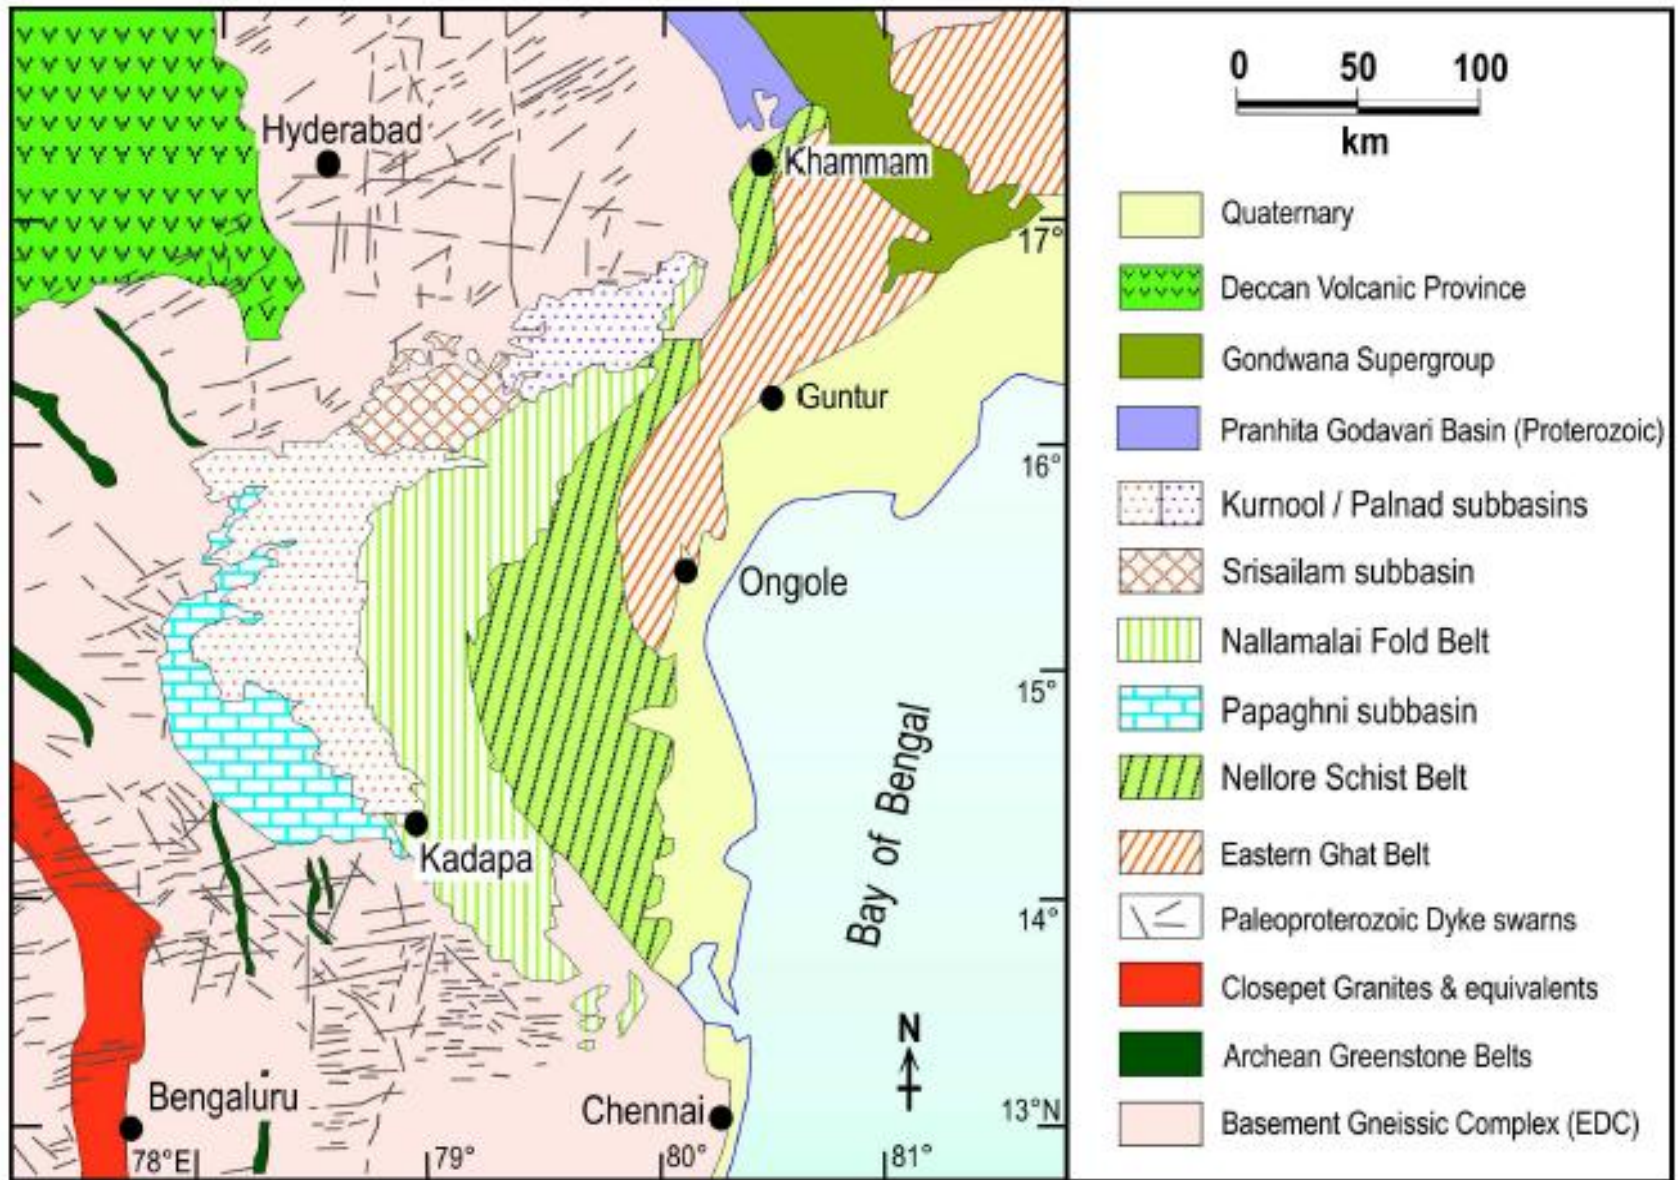 Hyderabad
Khammam
17°
Guntur
16°
Ongole
15°
Bay of Bengal
Kadapa
14°
N
Bengaluru
Chennai
13°N
78°E
79°
80°
81°
0 50 100
km
Quaternary
Deccan Volcanic Province
Gondwana Supergroup
Pranhita Godavari Basin (Proterozoic)
Kurnool / Palnad subbasins
Srisailam subbasin
Nallamalai Fold Belt
Papaghni subbasin
Nellore Schist Belt
Eastern Ghat Belt
Paleoproterozoic Dyke swarns
Closepet Granites & equivalents
Archean Greenstone Belts
Basement Gneissic Complex (EDC)